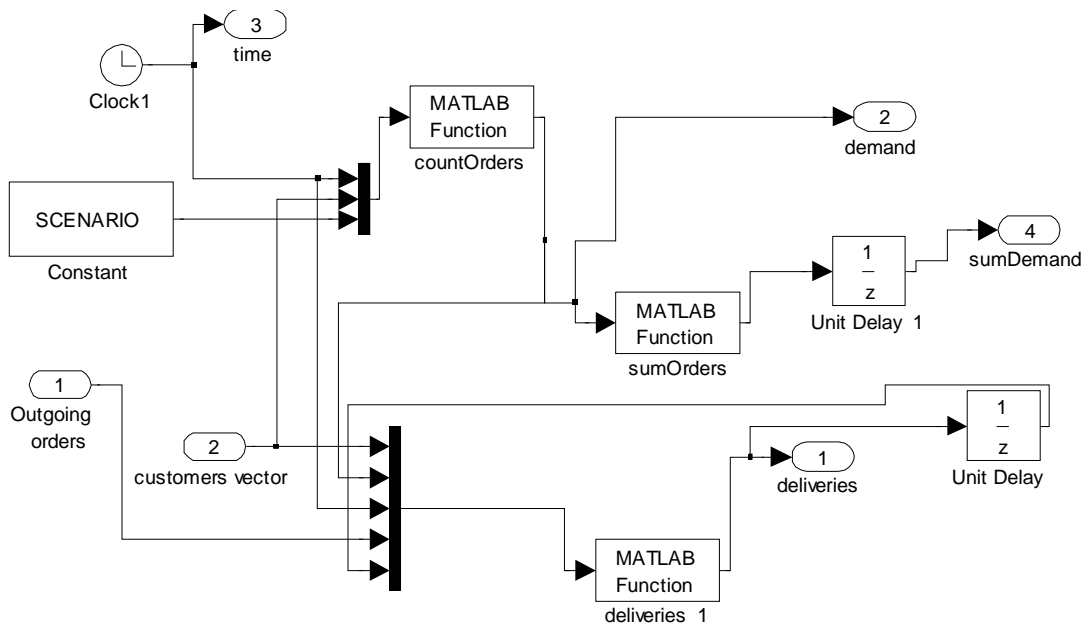 3
time
Clock1
MATLAB
Function
countOrders
2
demand
SCENARIO
Constant
4
sumDemand
1
z
Unit Delay 1
MATLAB
Function
sumOrders
1
Outgoing
orders
2
customers vector
1
deliveries
1
z
Unit Delay
MATLAB
Function
deliveries 1